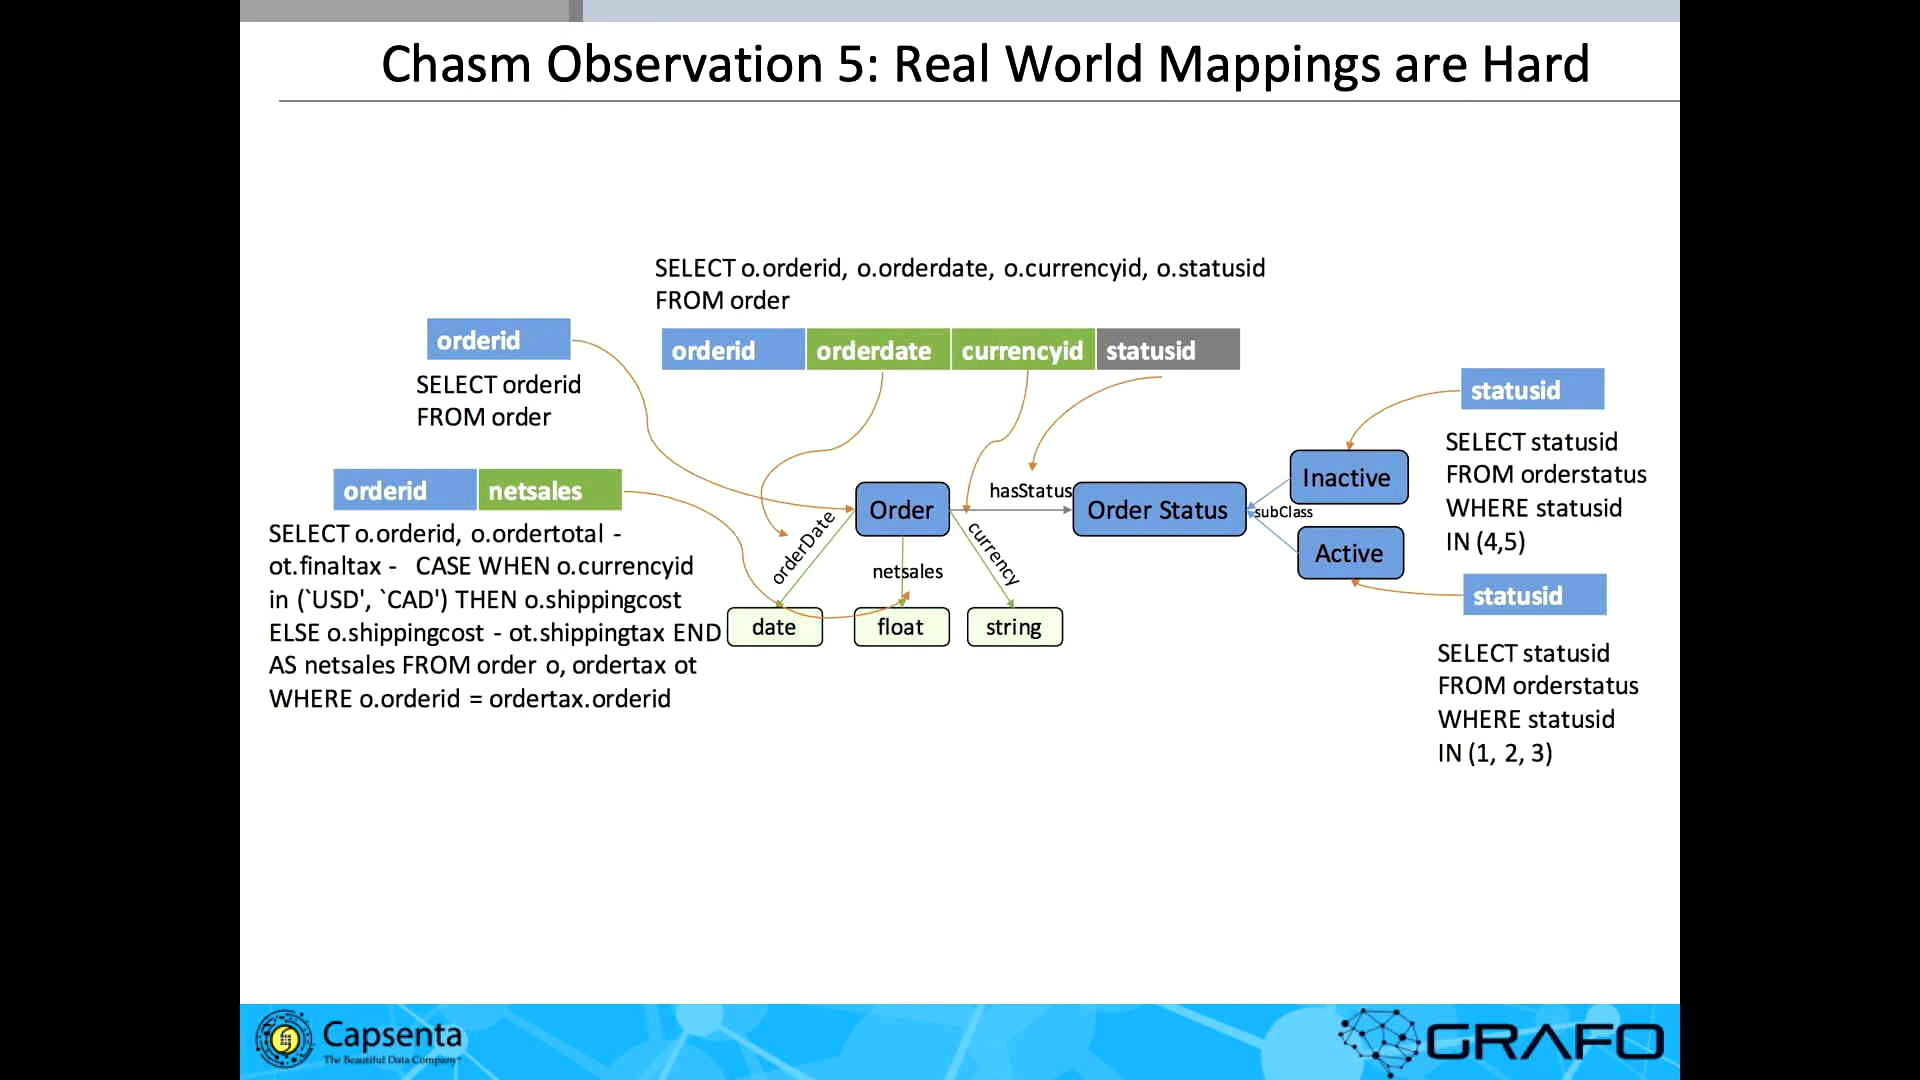 Chasm Observation 5: Real World Mappings are Hard
SELECT o.orderid, o.orderdate, o.currencyid, o.statusid
FROM order
orderid
orderdate
currencyid
statusid
orderid
SELECT orderid
FROM order
orderid
netsales
SELECT o.orderid, o.ordertotal -
ot.finaltax - CASE WHEN o.currencyid
in (`USD', `CAD') THEN o.shippingcost
ELSE o.shippingcost - ot.shippingtax END
AS netsales FROM order o, ordertax ot
WHERE o.orderid = ordertax.orderid
Order
hasStatus
Order Status
subClass
Inactive
Active
orderDate
netsales
currency
date
float
string
statusid
SELECT statusid
FROM orderstatus
WHERE statusid
IN (4,5)
statusid
SELECT statusid
FROM orderstatus
WHERE statusid
IN (1, 2, 3)
Capsenta
The Beautiful Data Company
GRAFO